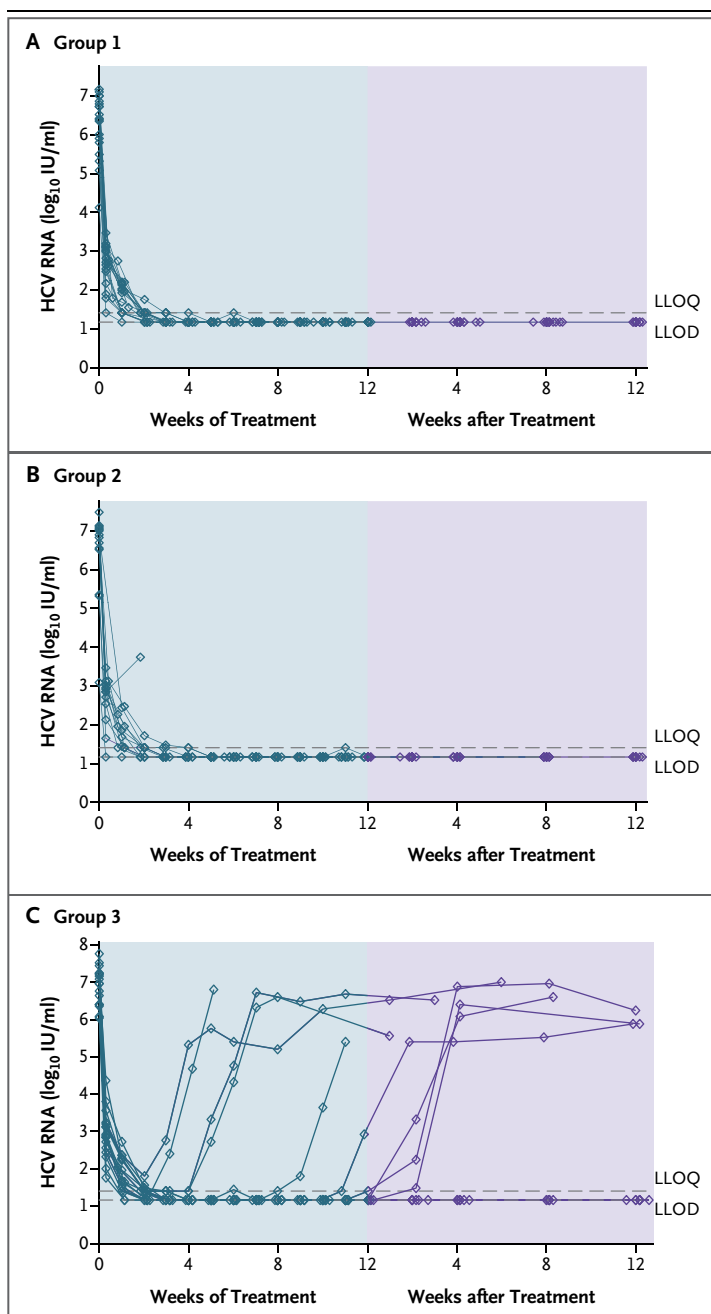 A Group 1
HCV RNA (log10 IU/ml)
7
6
5
4
3
2
1
0
LLOQ
LLOD
0 4 8 12 4 8 12
Weeks of Treatment Weeks after Treatment
B Group 2
HCV RNA (log10 IU/ml)
7
6
5
4
3
2
1
0
LLOQ
LLOD
0 4 8 12 4 8 12
Weeks of Treatment Weeks after Treatment
C Group 3
HCV RNA (log10 IU/ml)
8
7
6
5
4
3
2
1
0
LLOQ
LLOD
0 4 8 12 4 8 12
Weeks of Treatment Weeks after Treatment